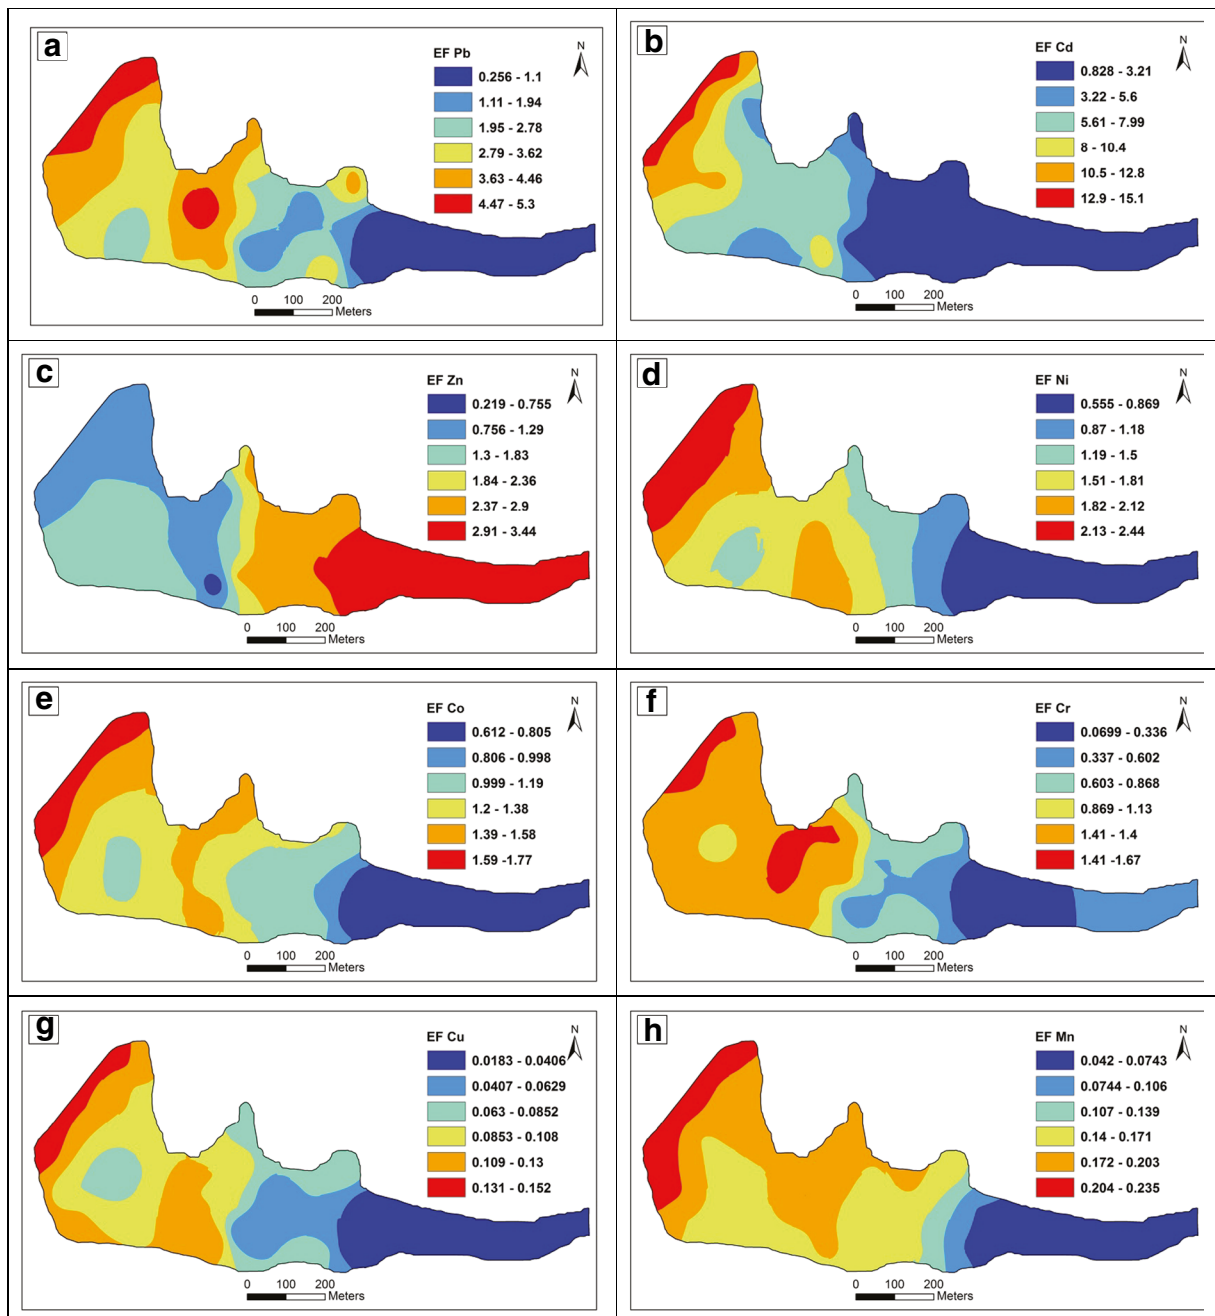 a
EF Pb
N
0.256 - 1.1
1.11 - 1.94
1.95 - 2.78
2.79 - 3.62
3.63 - 4.46
4.47 - 5.3
0 100 200
Meters
b
EF Cd
N
0.828 - 3.21
3.22 - 5.6
5.61 - 7.99
8 - 10.4
10.5 - 12.8
12.9 - 15.1
0 100 200
Meters
c
EF Zn
N
0.219 - 0.755
0.756 - 1.29
1.3 - 1.83
1.84 - 2.36
2.37 - 2.9
2.91 - 3.44
0 100 200
Meters
d
EF Ni
N
0.555 - 0.869
0.87 - 1.18
1.19 - 1.5
1.51 - 1.81
1.82 - 2.12
2.13 - 2.44
0 100 200
Meters
e
EF Co
N
0.612 - 0.805
0.806 - 0.998
0.999 - 1.19
1.2 - 1.38
1.39 - 1.58
1.59 -1.77
0 100 200
Meters
f
EF Cr
N
0.0699 - 0.336
0.337 - 0.602
0.603 - 0.868
0.869 - 1.13
1.41 - 1.4
1.41 -1.67
0 100 200
Meters
g
EF Cu
N
0.0183 - 0.0406
0.0407 - 0.0629
0.063 - 0.0852
0.0853 - 0.108
0.109 - 0.13
0.131 - 0.152
0 100 200
Meters
h
EF Mn
N
0.042 - 0.0743
0.0744 - 0.106
0.107 - 0.139
0.14 - 0.171
0.172 - 0.203
0.204 - 0.235
0 100 200
Meters